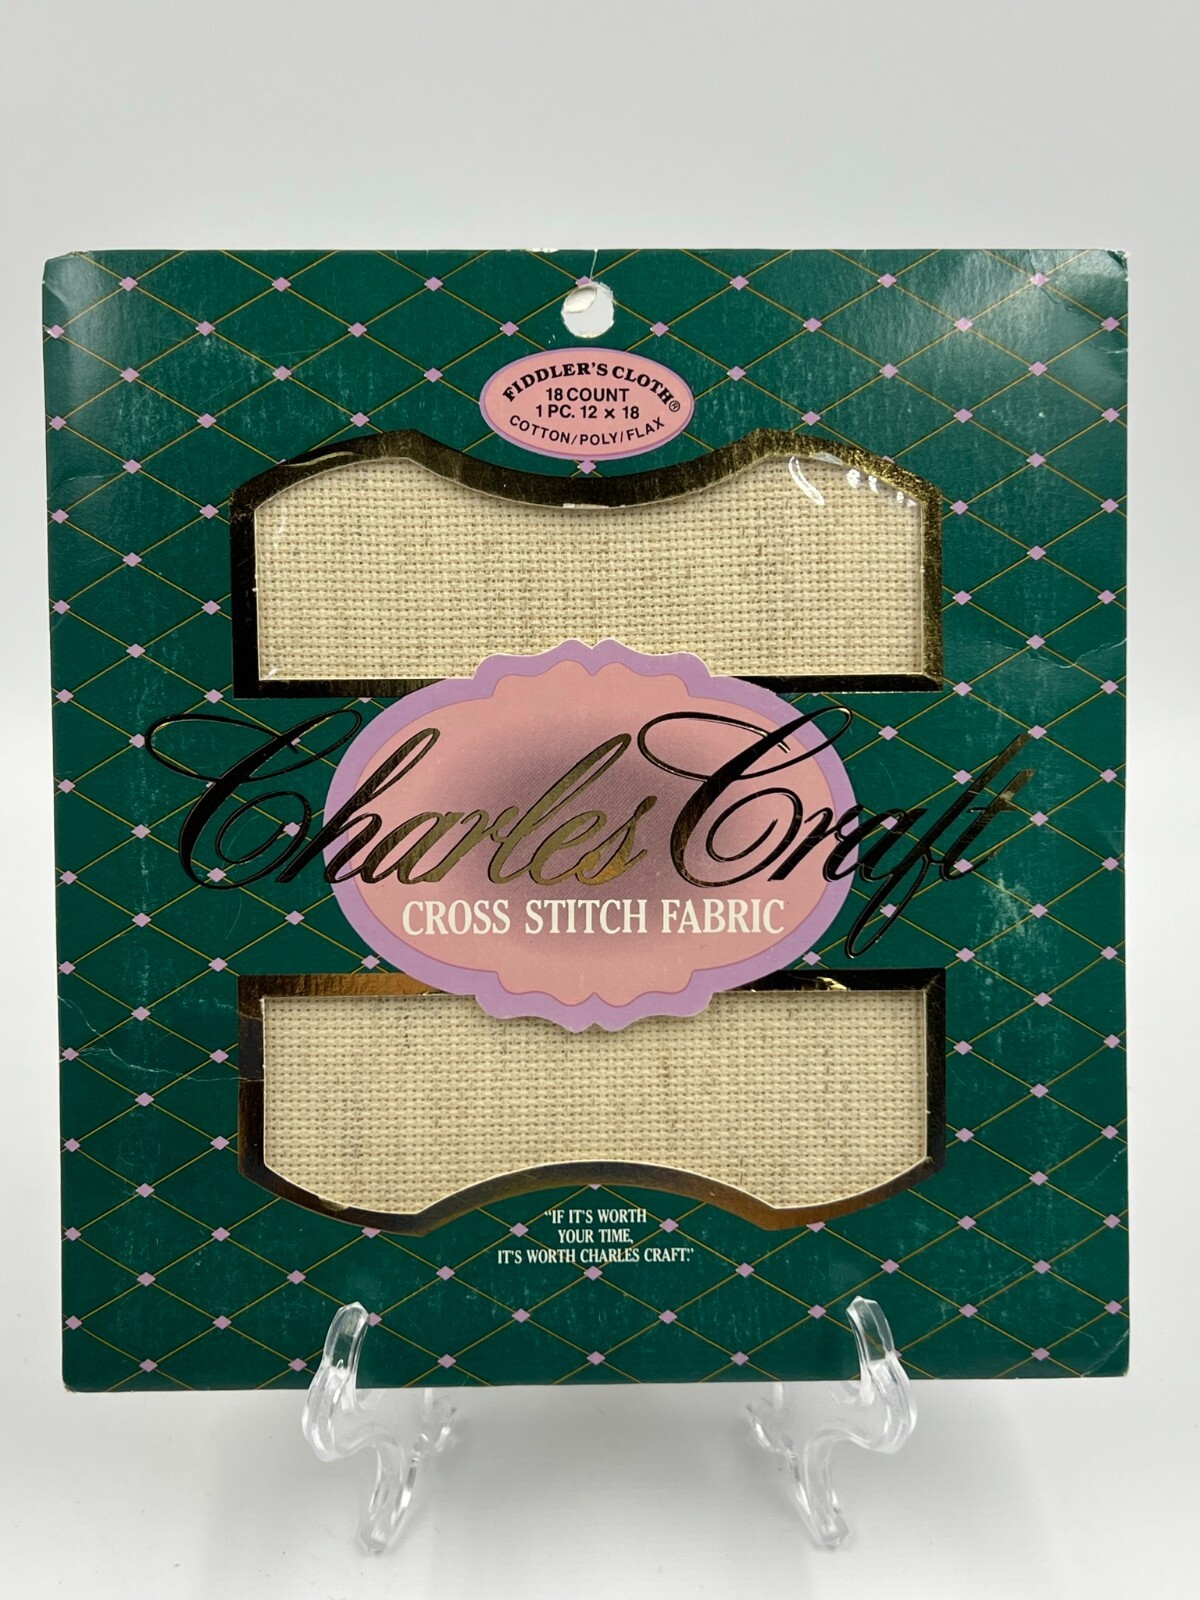 FIDDLER'S CLOTH®
18 COUNT
1 PC. 12 x 18
COTTON/POLY/FLAX
Charles Craft
CROSS STITCH FABRIC
"IF IT'S WORTH
YOUR TIME,
IT'S WORTH CHARLES CRAFT."